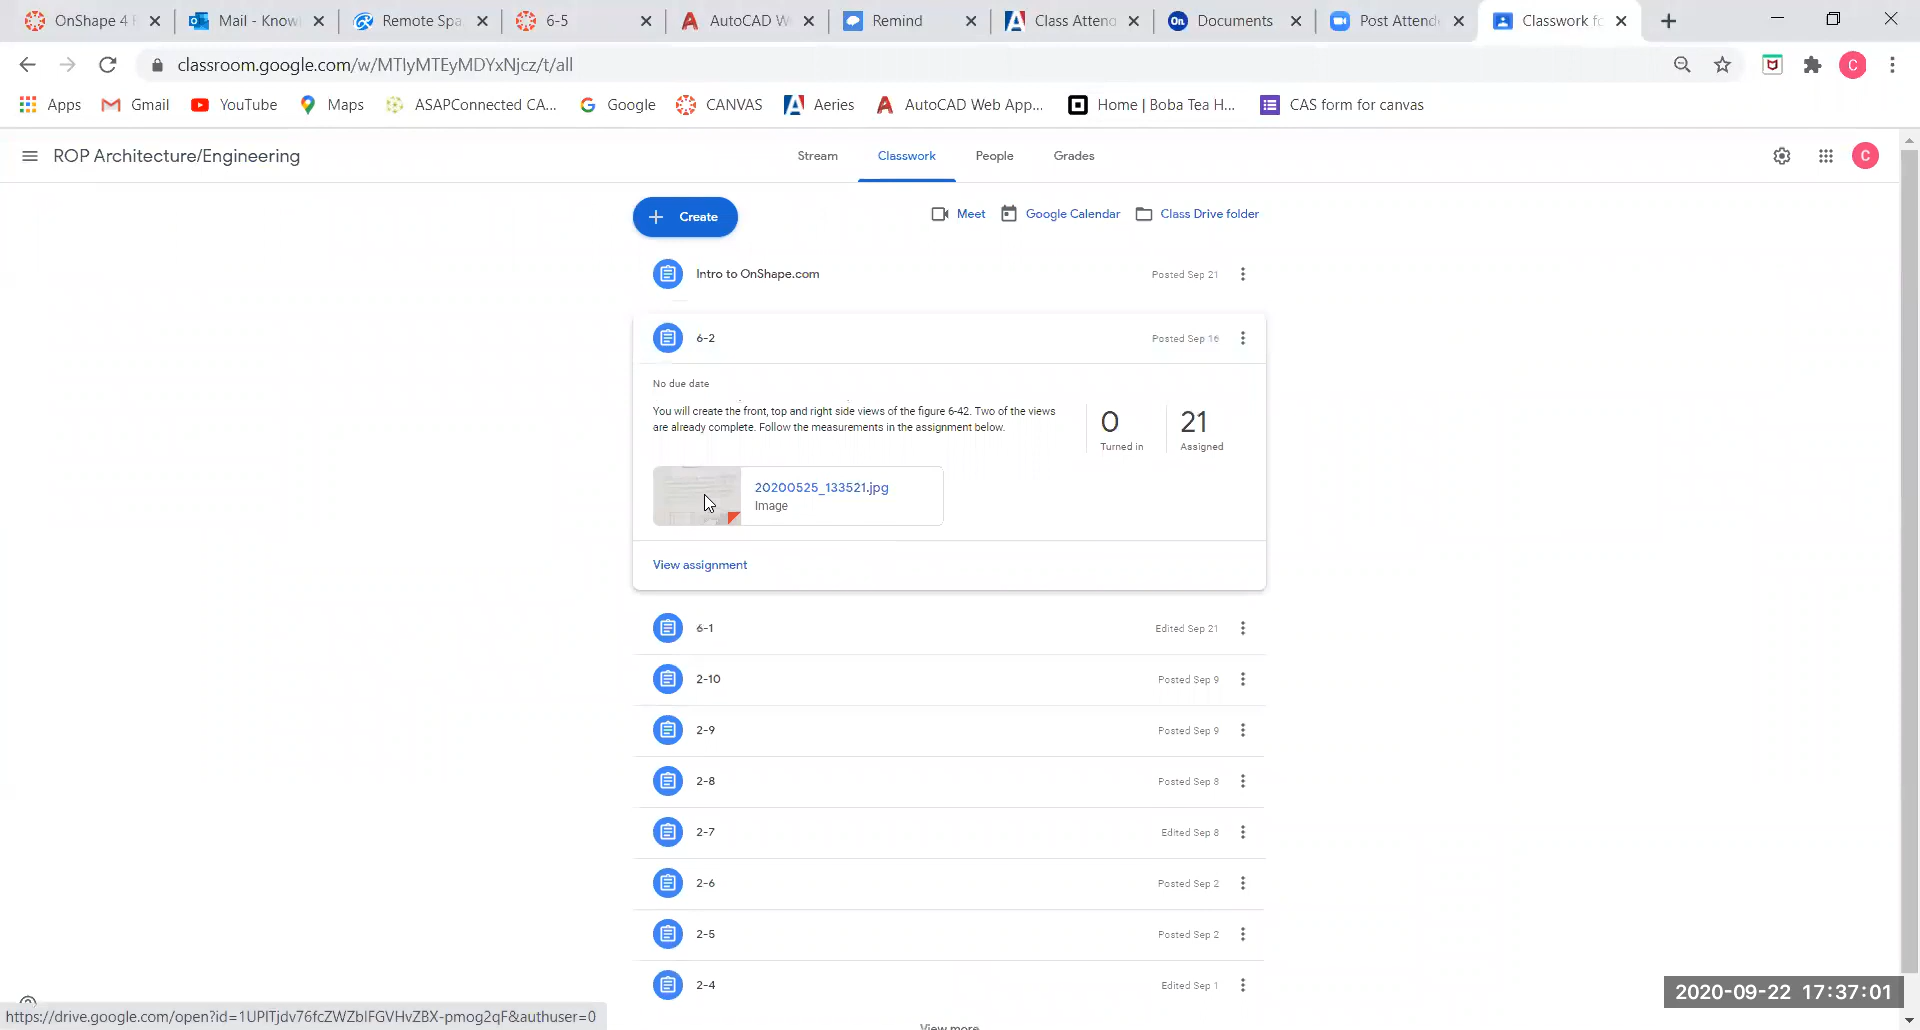 OnShape 4
Mail - Knowl
Remote Spa
6-5
AutoCAD W
Remind
Class Atten
Documents
Post Attend
Classwork fo
classroom.google.com/w/MTIyMTEyMDYxNjcz/t/all
C
Apps
Gmail
YouTube
Maps
ASAPConnected CA...
Google
CANVAS
Aeries
AutoCAD Web App...
Home | Boba Tea H...
CAS form for canvas
ROP Architecture/Engineering
Stream
Classwork
People
Grades
C
Create
Meet
Google Calendar
Class Drive folder
Intro to OnShape.com
Posted Sep 21
6-2
Posted Sep 16
No due date
You will create the front, top and right side views of the figure 6-42. Two of the views
are already complete. Follow the measurements in the assignment below.
0
Turned in
21
Assigned
20200525_133521.jpg
Image
View assignment
6-1
Edited Sep 21
2-10
Posted Sep 9
2-9
Posted Sep 9
2-8
Posted Sep 8
2-7
Edited Sep 8
2-6
Posted Sep 2
2-5
Posted Sep 2
2-4
Edited Sep 1
View more
2020-09-22 17:37:01
https://drive.google.com/open?id=1UPITjdv76fcZWZbIFGVHvZBX-pmog2qF&authuser=0